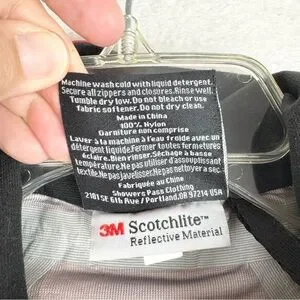 Machine wash cold with liquid detergent.
Secure all zippers and closures. Rinse well.
Tumble dry low. Do not bleach or use
fabric softener. Do not dry clean.
Made in China
100% Nylon
Garniture non comprise
Laver à la machine à l'eau froide avec un
détergent liquide. Fermer toutes fermetures
éclaire. Bien rinser. Séchage à basse
température. Ne pas utiliser d'assouplissant
textile. Ne pas javelliser. Ne pas nettoyer à sec.
Fabriquée au Chine
Showers Pass Clothing
2101 SE 6th Ave / Portland, OR 97214 USA
3M Scotchlite™
Reflective Material